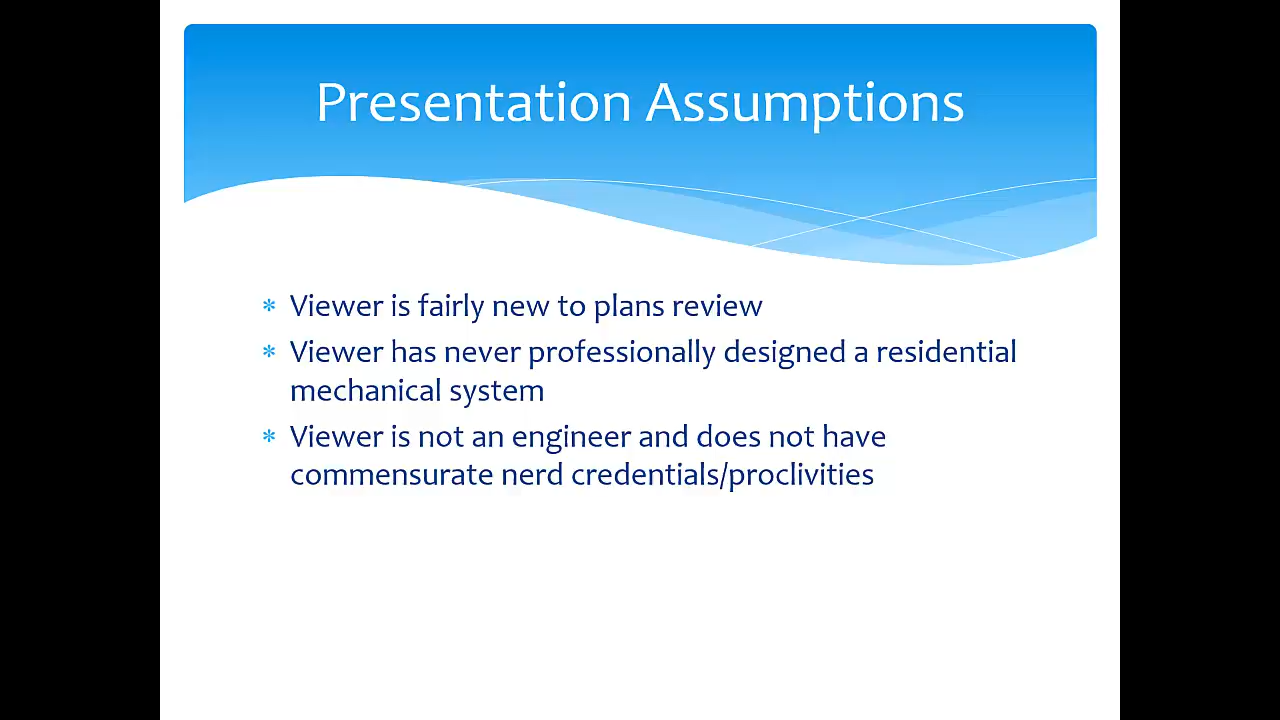 Presentation Assumptions
* Viewer is fairly new to plans review
* Viewer has never professionally designed a residential
mechanical system
* Viewer is not an engineer and does not have
commensurate nerd credentials/proclivities